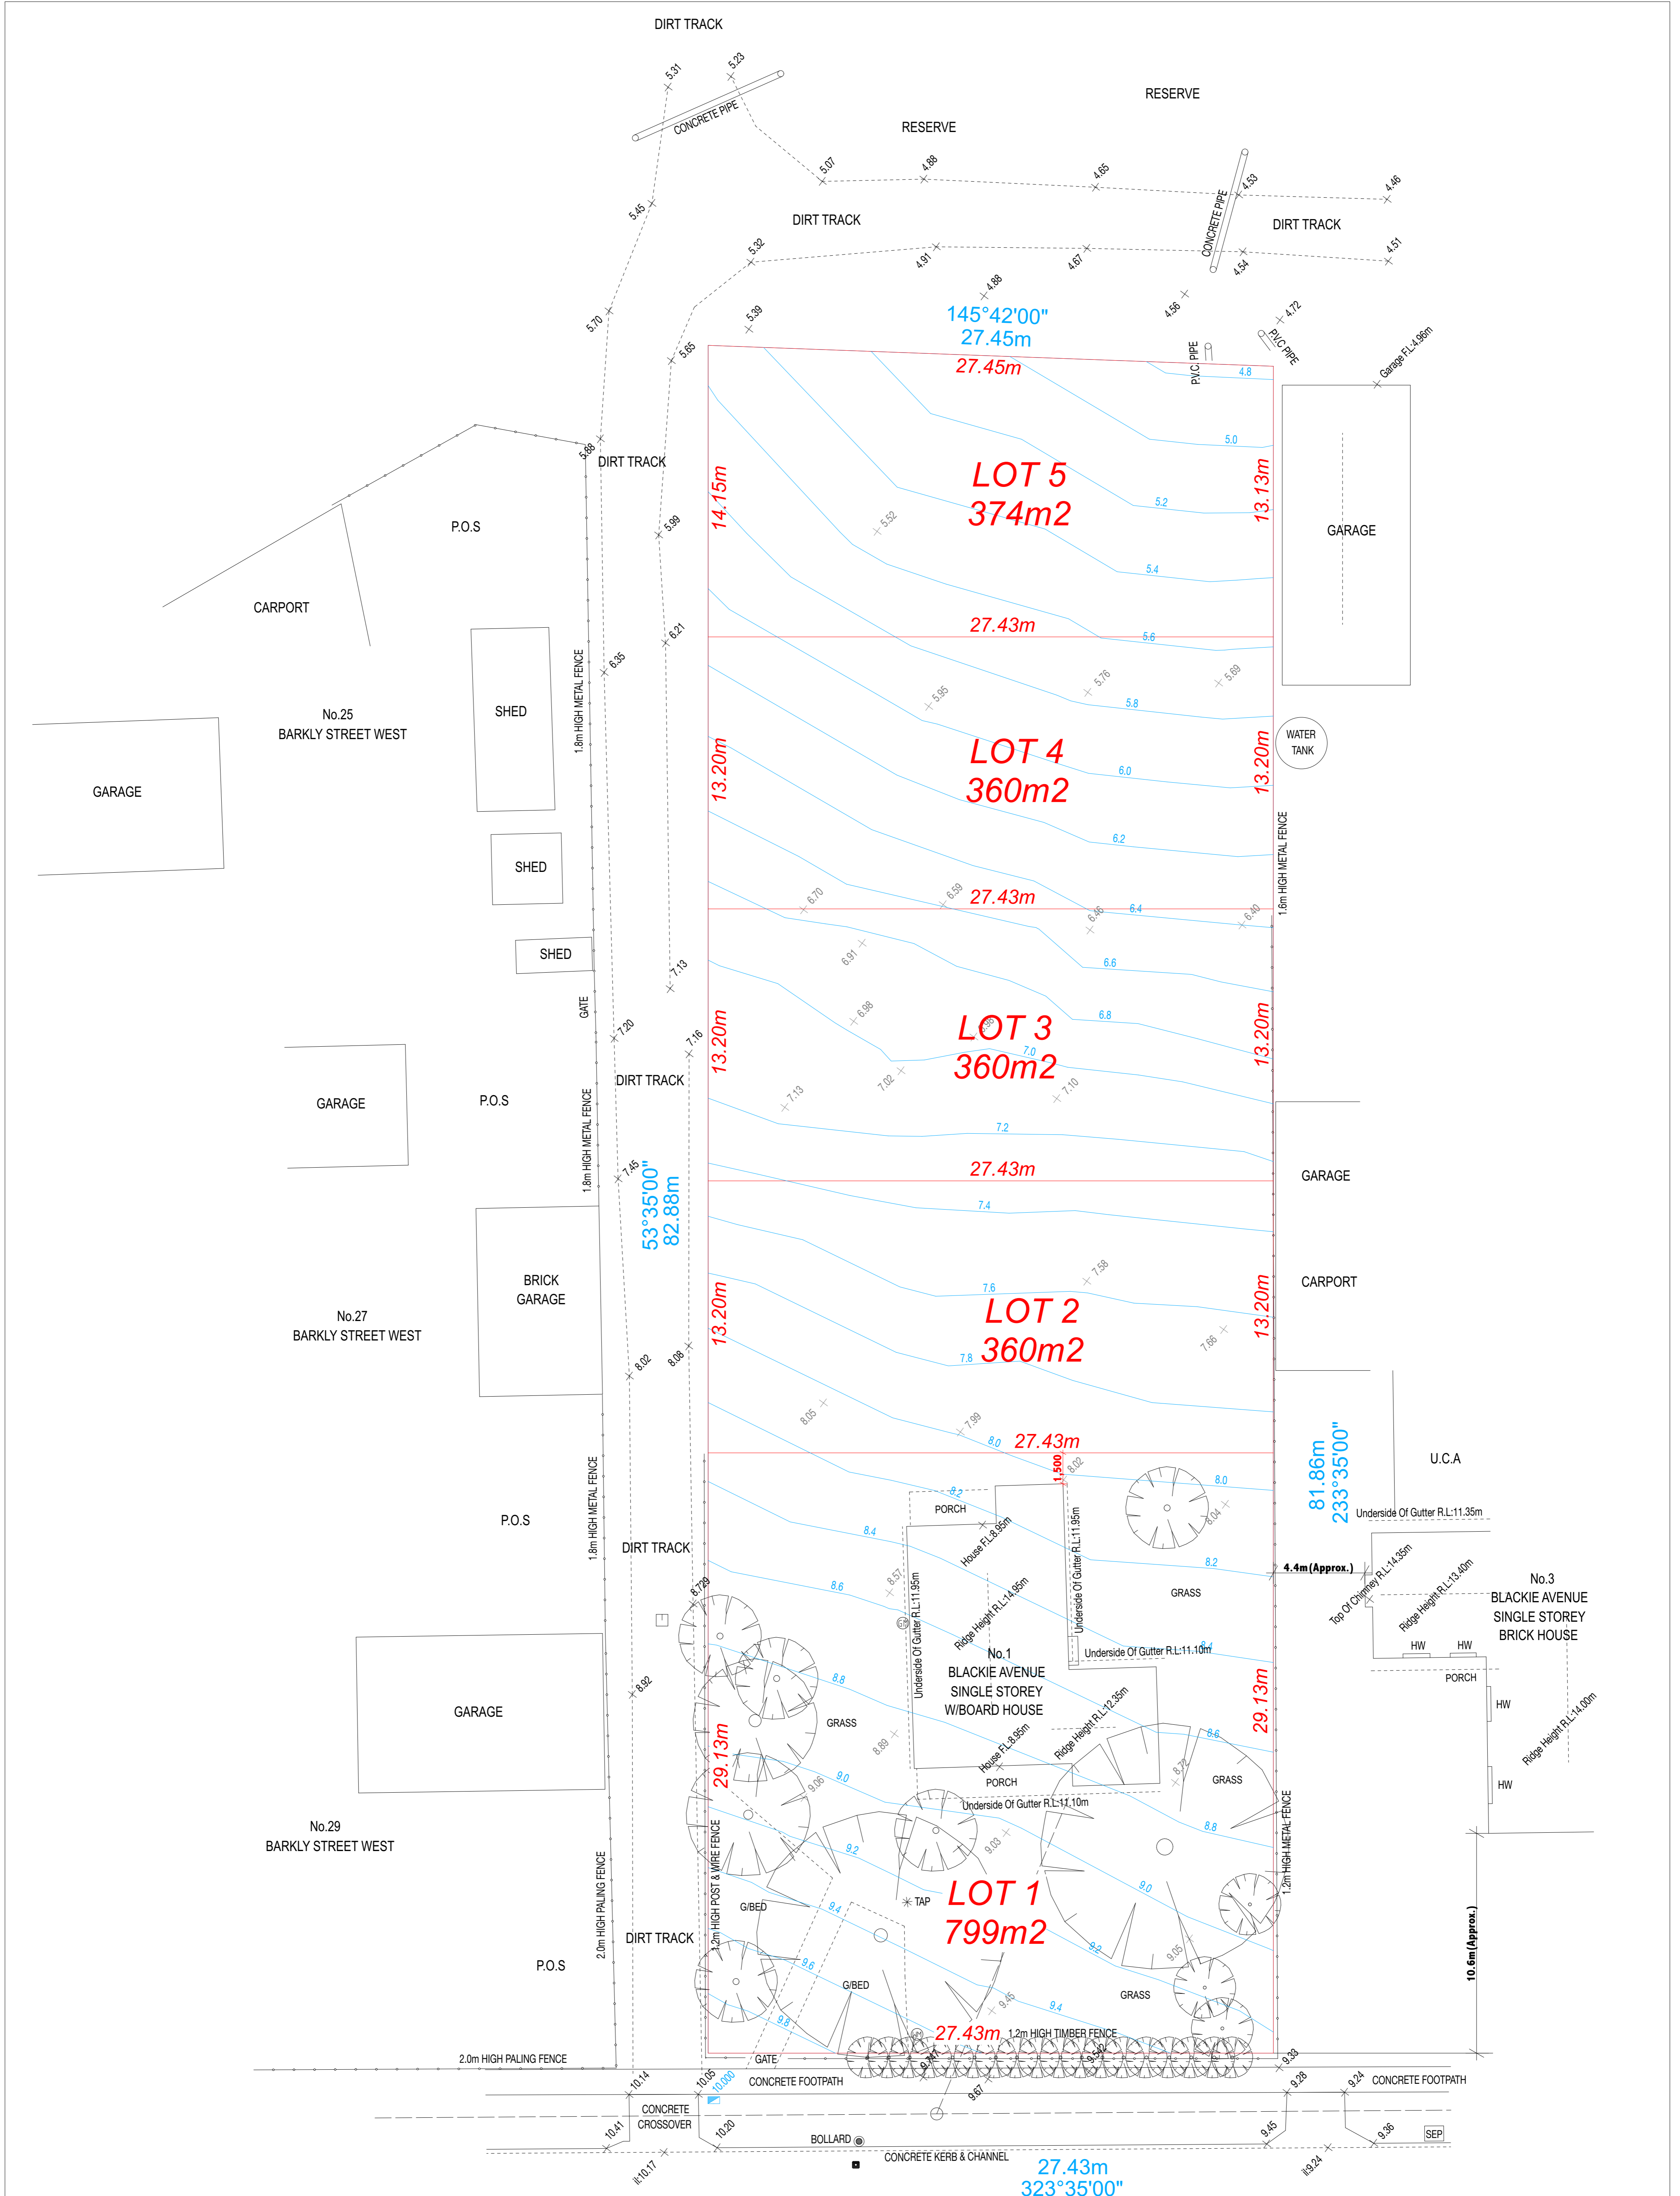 DIRT TRACK
5.31
5.23
CONCRETE PIPE
RESERVE
RESERVE
5.07
4.88
4.65
4.53
4.46
5.45
DIRT TRACK
CONCRETE PIPE
DIRT TRACK
5.32
4.91
4.67
4.54
4.51
4.88
4.56
4.72
5.70
5.39
145°42'00"
27.45m
27.45m
5.65
P.V.C. PIPE
P.V.C PIPE
Garage F.L:4.96m
4.8
5.88
DIRT TRACK
5.0
14.15m
LOT 5
374m2
13.13m
5.2
P.O.S
5.99
5.52
GARAGE
5.4
CARPORT
27.43m
5.6
6.21
6.35
1.8m HIGH METAL FENCE
SHED
5.95
5.76
5.69
5.8
No.25
BARKLY STREET WEST
WATER
TANK
13.20m
LOT 4
360m2
13.20m
6.0
GARAGE
6.2
1.6m HIGH METAL FENCE
SHED
6.70
6.59
27.43m
6.4
6.46
6.40
6.91
SHED
6.6
7.13
GATE
6.98
6.98
6.8
7.20
7.16
13.20m
LOT 3
360m2
13.20m
7.0
DIRT TRACK
7.02
7.13
7.10
GARAGE
P.O.S
1.8m HIGH METAL FENCE
7.2
7.45
27.43m
GARAGE
53°35'00"
82.88m
7.4
BRICK
GARAGE
7.6
7.58
CARPORT
No.27
BARKLY STREET WEST
13.20m
LOT 2
360m2
13.20m
7.66
8.02
8.08
7.8
8.05
7.99
8.0
27.43m
1,500
8.02
8.0
81.86m
233°35'00"
U.C.A
8.2
PORCH
8.04
P.O.S
1.8m HIGH METAL FENCE
8.4
House F.L:8.95m
Underside Of Gutter R.L:11.95m
Underside Of Gutter R.L:11.35m
DIRT TRACK
8.2
4.4m(Approx.)
8.729
8.6
8.57
Underside Of Gutter R.L:11.95m
Ridge Height R.L:14.95m
GRASS
Top Of Chimney R.L:14.35m
Ridge Height R.L:13.40m
No.3
BLACKIE AVENUE
SINGLE STOREY
BRICK HOUSE
8.4
Underside Of Gutter R.L:11.10m
HW
HW
PORCH
No.1
BLACKIE AVENUE
SINGLE STOREY
W/BOARD HOUSE
8.8
8.92
GARAGE
GRASS
29.13m
HW
Ridge Height R.L:14.00m
8.89
House F.L:8.95m
Ridge Height R.L:12.35m
8.6
29.13m
9.06
9.0
PORCH
8.72
GRASS
HW
Underside Of Gutter R.L:11.10m
8.8
1.2m HIGH METAL FENCE
No.29
BARKLY STREET WEST
9.03
9.2
2.0m HIGH PALING FENCE
1.2m HIGH POST & WIRE FENCE
LOT 1
799m2
9.0
TAP
G/BED
9.4
DIRT TRACK
9.2
9.05
10.6m(Approx.)
P.O.S
9.6
G/BED
GRASS
9.45
9.4
9.8
WM
27.43m
1.2m HIGH TIMBER FENCE
2.0m HIGH PALING FENCE
GATE
9.747
9.542
9.33
10.14
10.05
10.000
CONCRETE FOOTPATH
9.67
9.28
9.24
CONCRETE FOOTPATH
CONCRETE
CROSSOVER
10.41
10.20
BOLLARD
9.45
9.36
SEP
CONCRETE KERB & CHANNEL
il:10.17
il:9.24
27.43m
323°35'00"